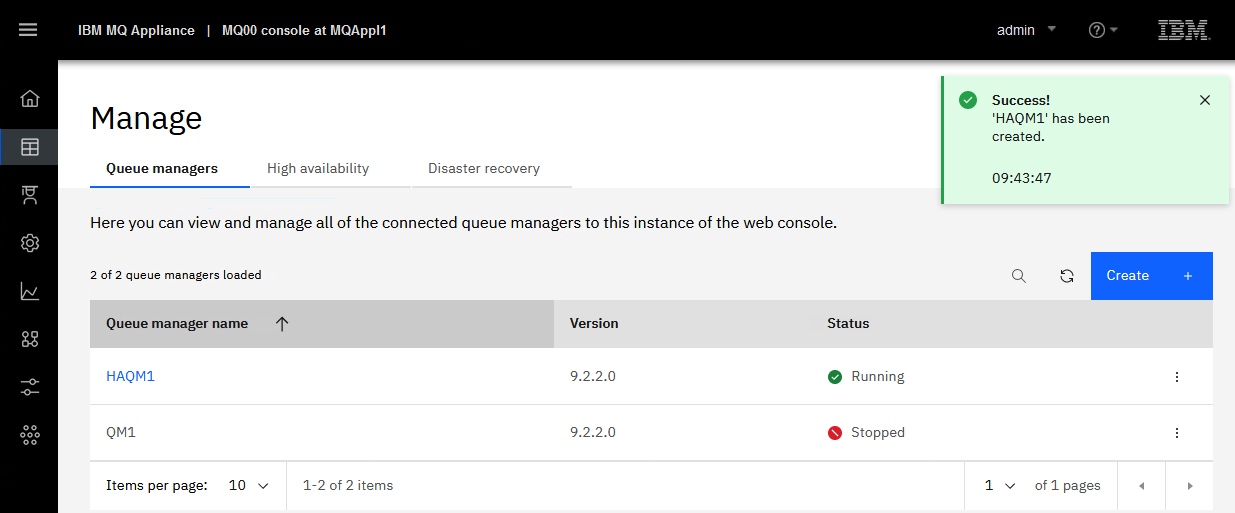 IBM MQ Appliance | MQ00 console at MQAppl1
admin
IBM
Manage
Success!
'HAQM1' has been
created.
09:43:47
Queue managers High availability Disaster recovery
Here you can view and manage all of the connected queue managers to this instance of the web console.
2 of 2 queue managers loaded
Create +
Queue manager name Version Status
HAQM1 9.2.2.0 Running
QM1 9.2.2.0 Stopped
Items per page: 10 1-2 of 2 items 1 of 1 pages